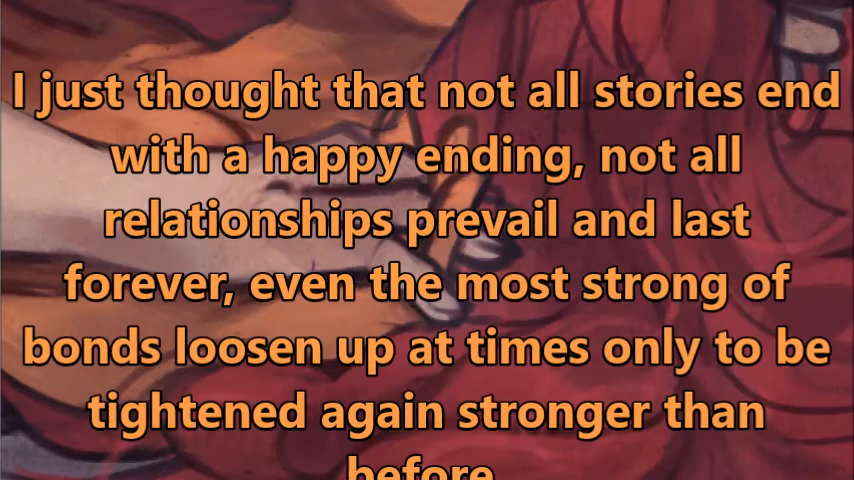 I just thought that not all stories end
with a happy ending, not all
relationships prevail and last
forever, even the most strong of
bonds loosen up at times only to be
tightened again stronger than
before